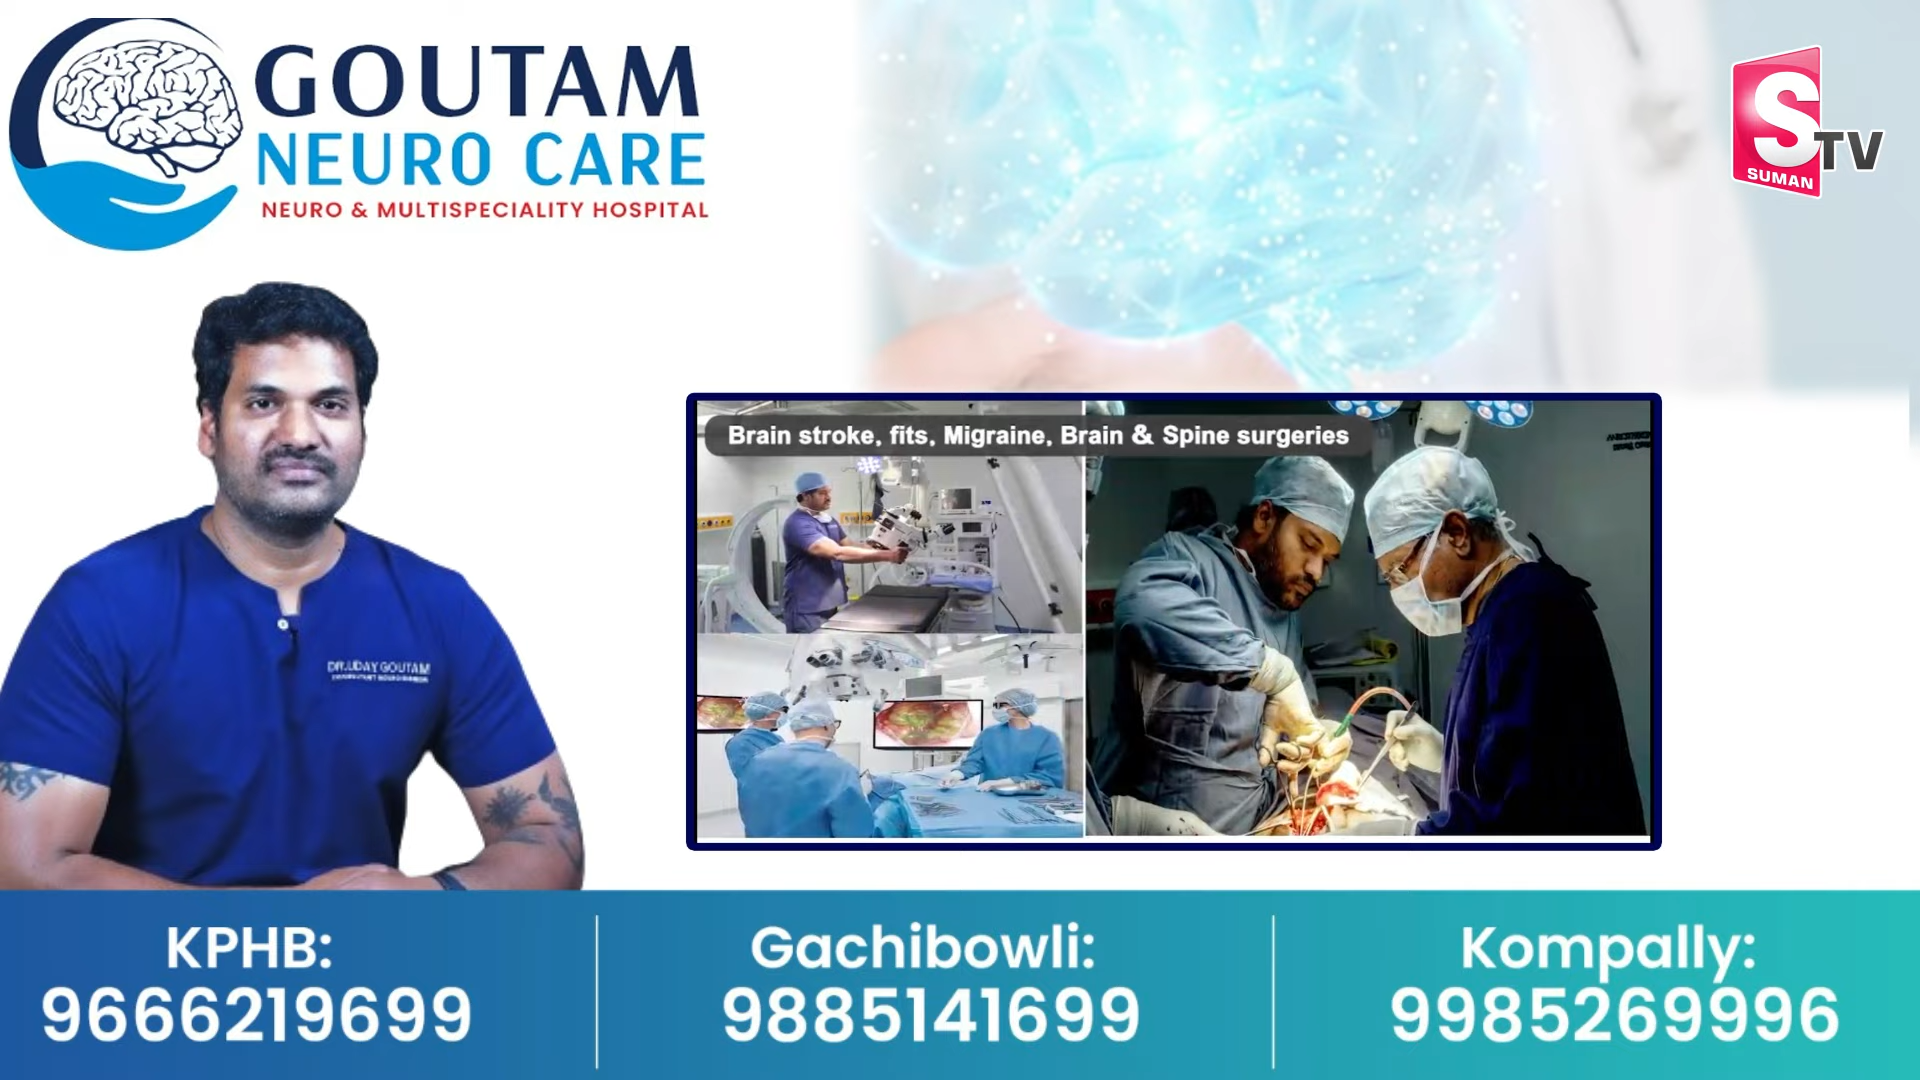 GOUTAM
NEURO CARE
NEURO & MULTISPECIALITY HOSPITAL
S
TV
SUMAN
Brain stroke, fits, Migraine, Brain & Spine surgeries
DR.UDAY GOUTAM
KPHB:
9666219699
Gachibowli:
9885141699
Kompally:
9985269996